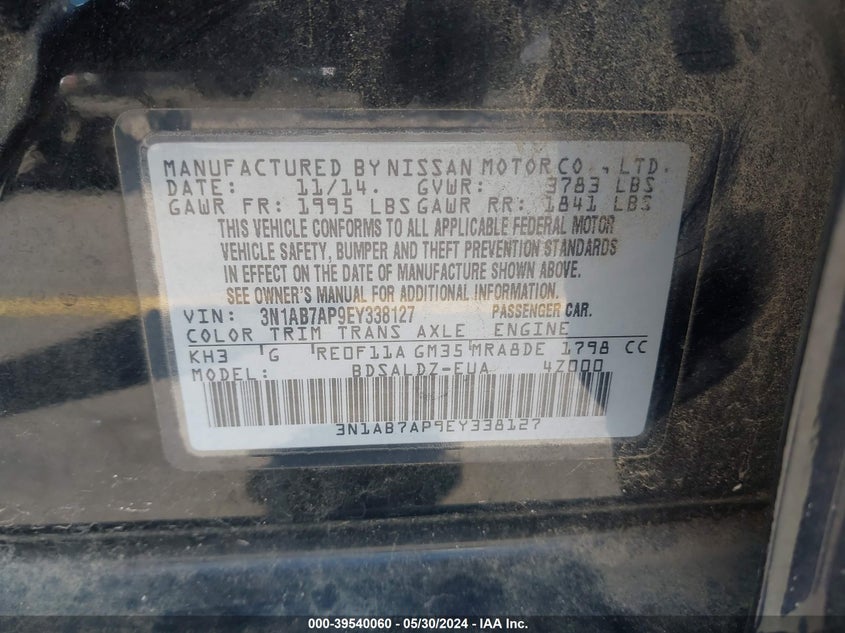 MANUFACTURED BY NISSAN MOTOR CO., LTD.
DATE: 11/14. GVWR: 3783 LBS
GAWR FR: 1995 LBS GAWR RR: 1841 LBS
THIS VEHICLE CONFORMS TO ALL APPLICABLE FEDERAL MOTOR
VEHICLE SAFETY, BUMPER AND THEFT PREVENTION STANDARDS
IN EFFECT ON THE DATE OF MANUFACTURE SHOWN ABOVE.
SEE OWNER'S MANUAL FOR ADDITIONAL INFORMATION.
VIN: 3N1AB7AP9EY338127 PASSENGER CAR.
COLOR TRIM TRANS AXLE ENGINE
KH3 'G RE0F11A GM35 'MRA8DE 1798 CC
MODEL: BDSALDZ-EUA 4Z000
3N1AB7AP9EY338127
000-39540060 - 05/30/2024 - IAA Inc.